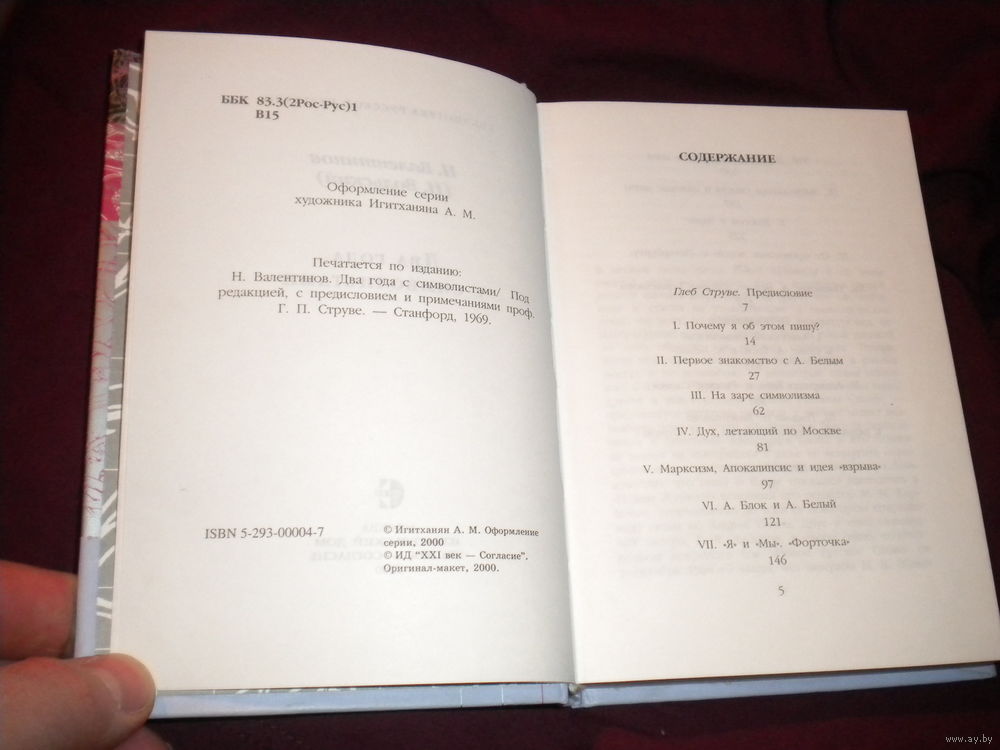 ББК 83.3(2Рос-Рус)1
В15
Оформление серии
художника Игитханяна А. М.
Печатается по изданию:
Н. Валентинов. Два года с символистами/ Под
редакцией, с предисловием и примечаниями проф.
Г. П. Струве. — Станфорд, 1969.
ISBN 5-293-00004-7
© Игитханян А. М. Оформление
серии, 2000
© ИД "XXI век — Согласие".
Оригинал-макет, 2000.
СОДЕРЖАНИЕ
Глеб Струве. Предисловие
7
I. Почему я об этом пишу?
14
II. Первое знакомство с А. Белым
27
III. На заре символизма
62
IV. Дух, летающий по Москве
81
V. Марксизм, Апокалипсис и идея «взрыва»
97
VI. А. Блок и А. Белый
121
VII. «Я» и «Мы». «Форточка»
146
5
www.ay.by